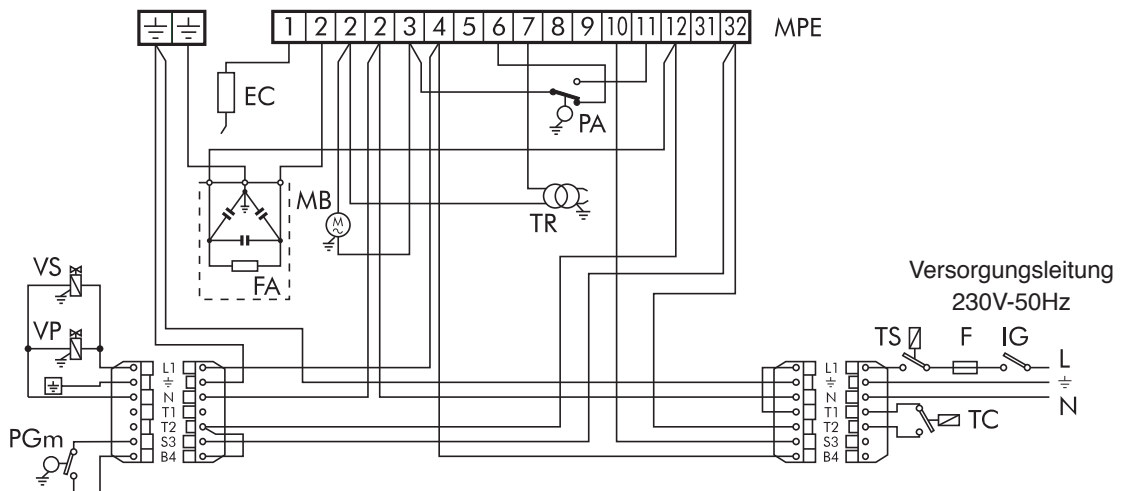 1 2 2 2 3 4 5 6 7 8 9 10 11 12 31 32 MPE
EC
PA
MB
M
TR
FA
VS
VP
PGm
L1
N
T1
T2
S3
B4
Versorgungsleitung
230V-50Hz
TS F IG
L1
N
T1
T2
S3
B4
L
N
TC